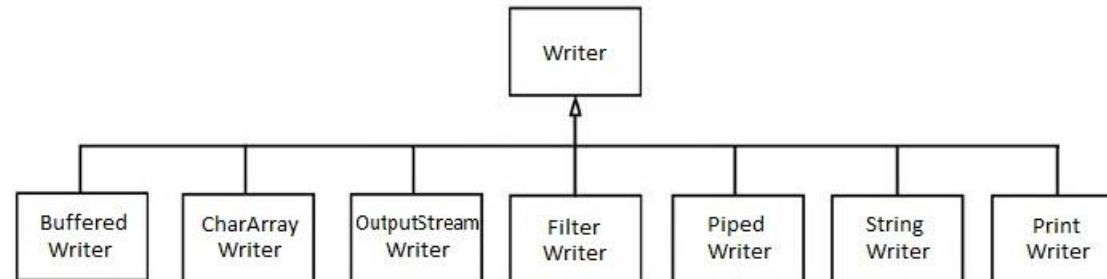 Writer
Buffered
Writer
CharArray
Writer
OutputStream
Writer
Filter
Writer
Piped
Writer
String
Writer
Print
Writer